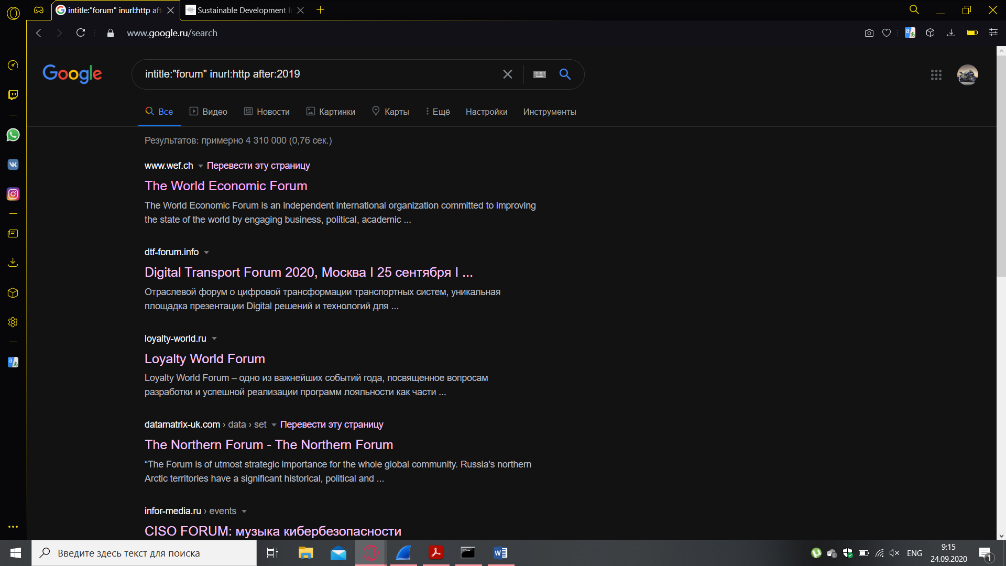 intitle:"forum" inurl:http aft
Sustainable Development I
www.google.ru/search
Google
intitle:"forum" inurl:http after:2019
Все Видео Новости Картинки Карты Ещё Настройки Инструменты
Результатов: примерно 4 310 000 (0,76 сек.)
www.wef.ch Перевести эту страницу
The World Economic Forum
The World Economic Forum is an independent international organization committed to improving
the state of the world by engaging business, political, academic ...
dtf-forum.info
Digital Transport Forum 2020, Москва | 25 сентября | ...
Отраслевой форум о цифровой трансформации транспортных систем, уникальная
площадка презентации Digital решений и технологий для ...
loyalty-world.ru
Loyalty World Forum
Loyalty World Forum – одно из важнейших событий года, посвященное вопросам
разработки и успешной реализации программ лояльности как части ...
datamatrix-uk.com › data › set Перевести эту страницу
The Northern Forum - The Northern Forum
"The Forum is of utmost strategic importance for the whole global community. Russia's northern
Arctic territories have a significant historical, political and ...
infor-media.ru › events
CISO FORUM: музыка кибербезопасности
Введите здесь текст для поиска
ENG
9:15
24.09.2020
1